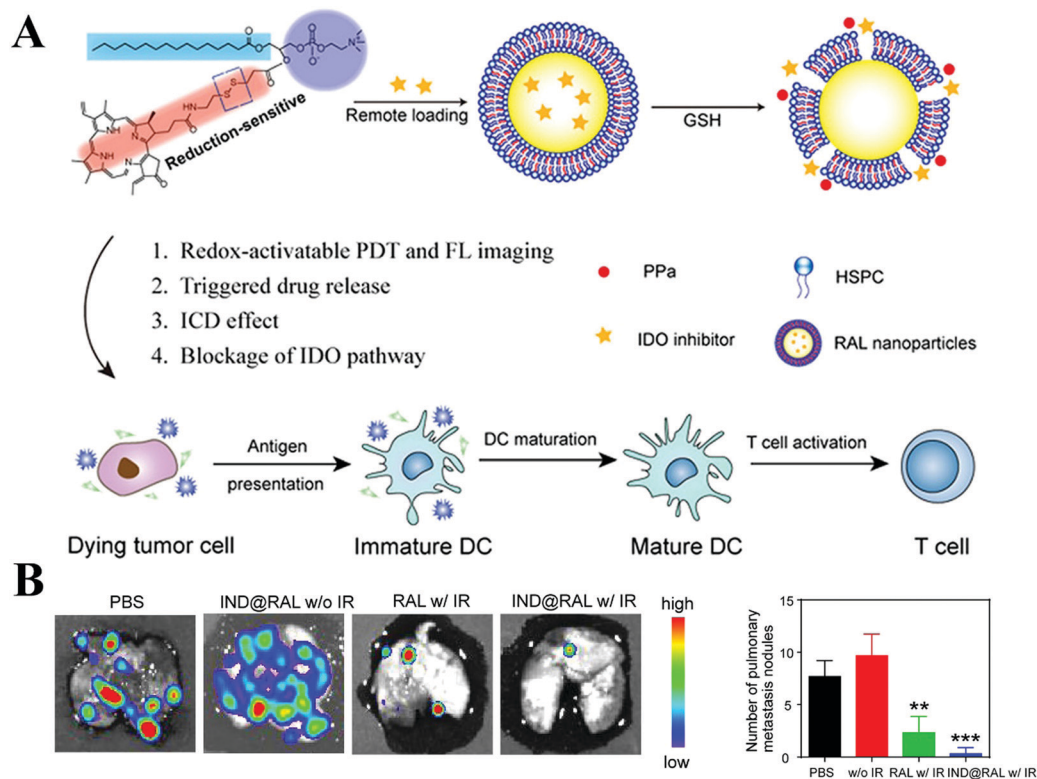 A
O
O
O
O
P
O
O⁻
N⁺
O
O
S
S
HN
O
NH
N
N
HN
O
Reduction-sensitive
Remote loading
GSH
1. Redox-activatable PDT and FL imaging
2. Triggered drug release
3. ICD effect
4. Blockage of IDO pathway
PPa
HSPC
IDO inhibitor
RAL nanoparticles
Antigen
presentation
DC maturation
T cell activation
Dying tumor cell
Immature DC
Mature DC
T cell
B
PBS
IND@RAL w/o IR
RAL w/ IR
IND@RAL w/ IR
high
low
Number of pulmonary
metastasis nodules
15
10
5
0
**
***
PBS
w/o IR
RAL w/ IR
IND@RAL w/ IR